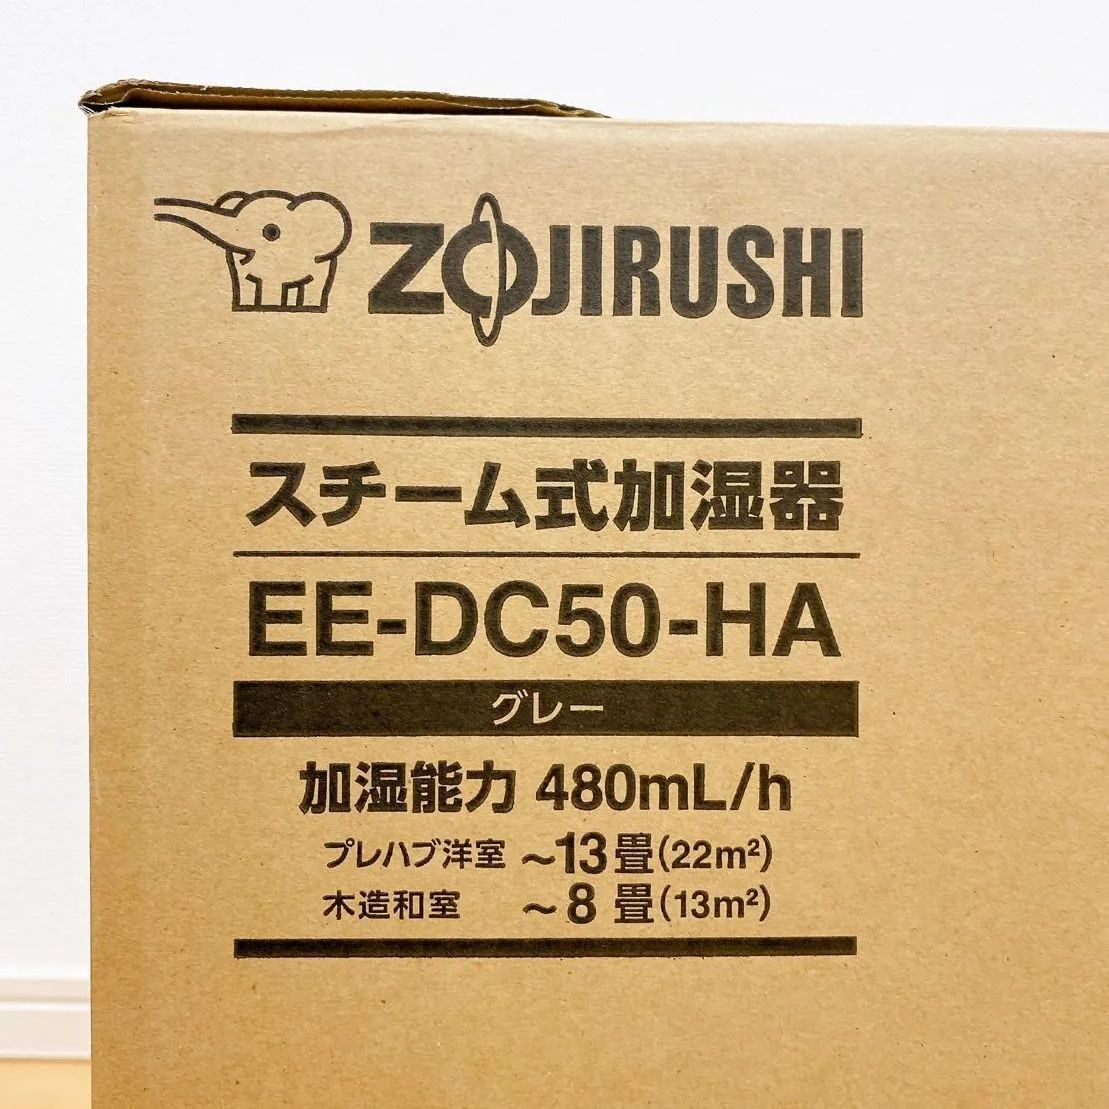 ZOJIRUSHI
スチーム式加湿器
EE-DC50-HA
グレー
加湿能力 480mL/h
プレハブ洋室 ~13畳(22m²)
木造和室 ~8畳(13m²)